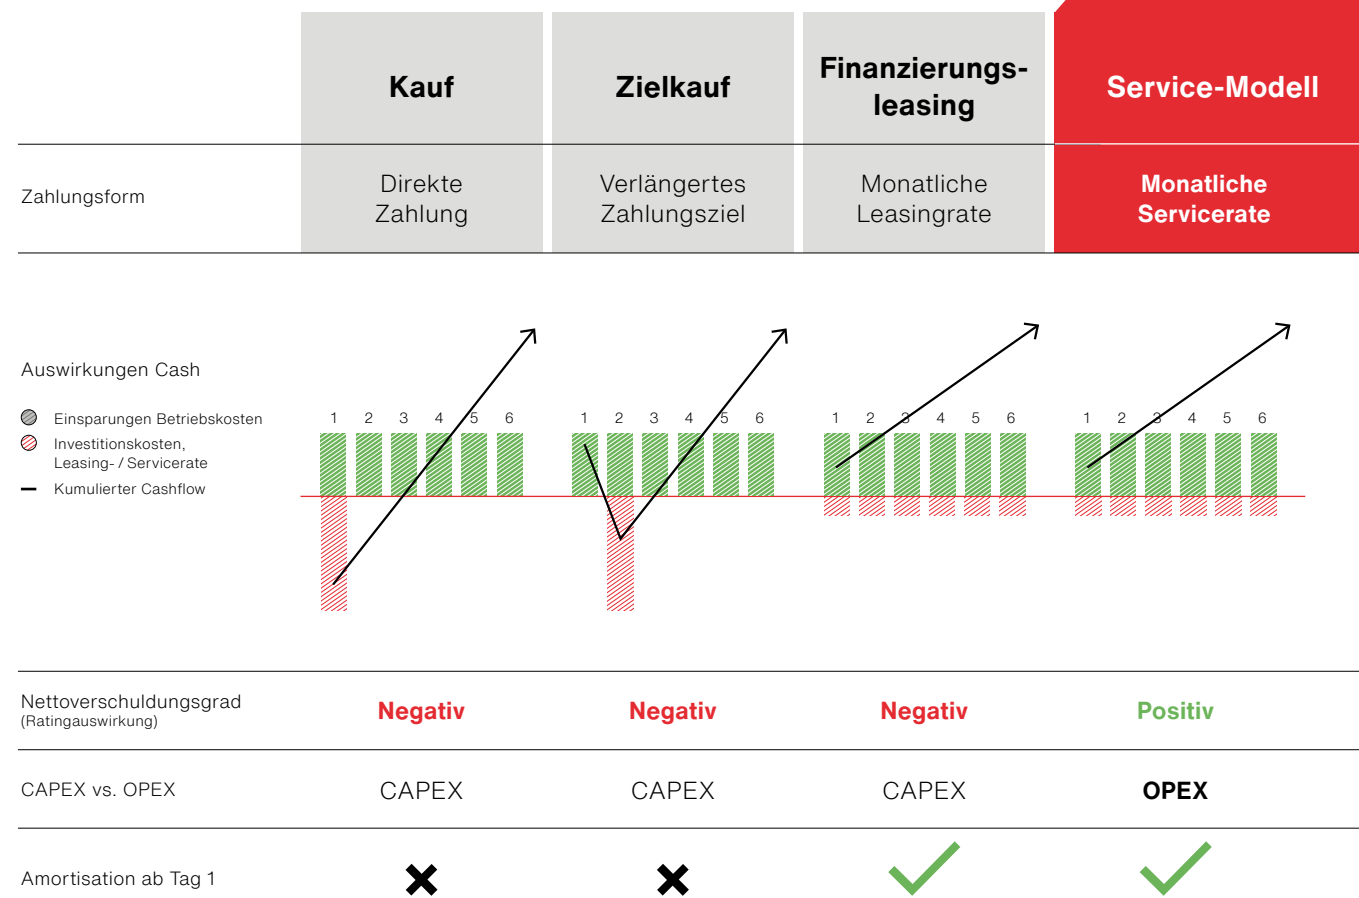 Kauf
Zielkauf
Finanzierungs-
leasing
Service-Modell
Zahlungsform
Direkte
Zahlung
Verlängertes
Zahlungsziel
Monatliche
Leasingrate
Monatliche
Servicerate
Auswirkungen Cash
Einsparungen Betriebskosten
Investitionskosten,
Leasing- / Servicerate
Kumulierter Cashflow
1 2 3 4 5 6
1 2 3 4 5 6
1 2 3 4 5 6
1 2 3 4 5 6
Nettoverschuldungsgrad
(Ratingauswirkung)
Negativ
Negativ
Negativ
Positiv
CAPEX vs. OPEX
CAPEX
CAPEX
CAPEX
OPEX
Amortisation ab Tag 1